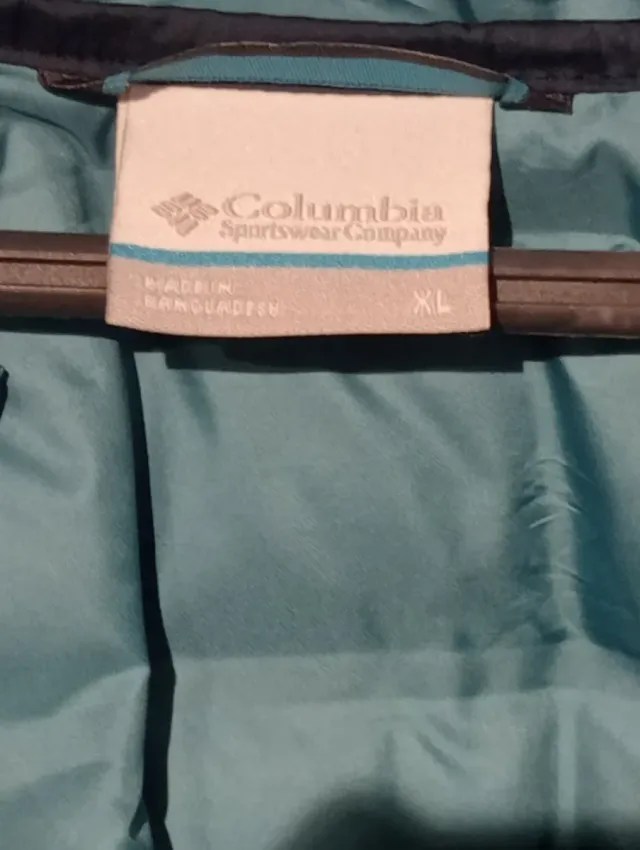 Columbia
Sportswear Company
MADE IN
BANGLADESH
XL